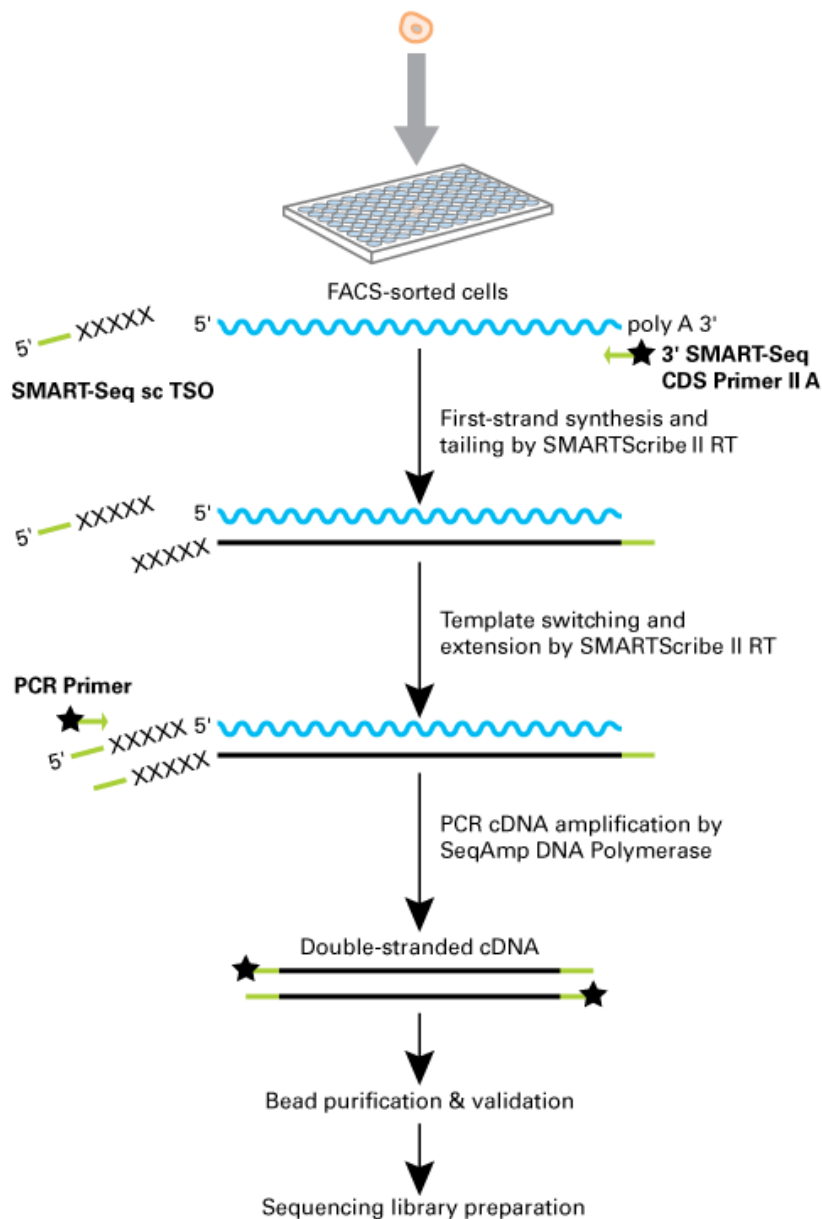 FACS-sorted cells
5' XXXXX
5' poly A 3'
SMART-Seq sc TSO
3' SMART-Seq
CDS Primer II A
First-strand synthesis and
tailing by SMARTScribe II RT
5' XXXXX
5'
XXXXX
Template switching and
extension by SMARTScribe II RT
PCR Primer
5' XXXXX 5'
XXXXX
PCR cDNA amplification by
SeqAmp DNA Polymerase
Double-stranded cDNA
Bead purification & validation
Sequencing library preparation